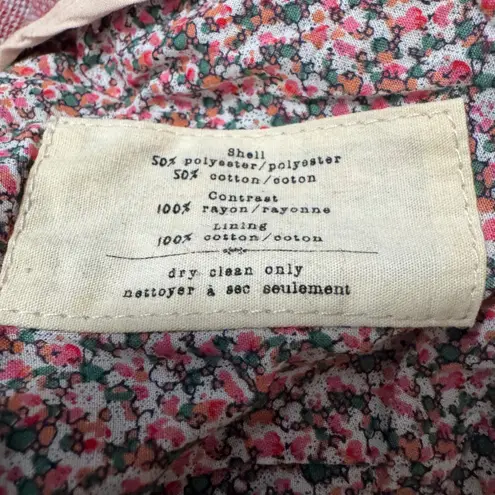 Shell
50% polyester/polyester
50% cotton/coton
Contrast
100% rayon/rayonne
Lining
100% cotton/coton
dry clean only
nettoyer à sec seulement